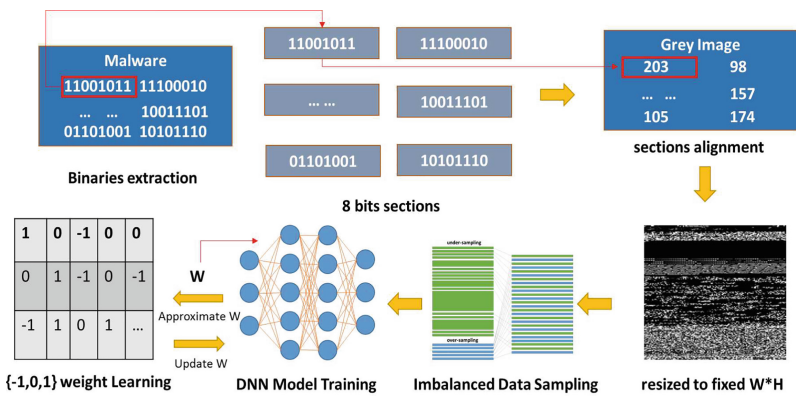 Malware
11001011 11100010
... ... 10011101
01101001 10101110
Binaries extraction
11001011 11100010
... ... 10011101
01101001 10101110
8 bits sections
Grey Image
203 98
... ... 157
105 174
sections alignment
1 0 -1 0 0
0 1 -1 0 -1
-1 1 0 1 ...
{-1,0,1} weight Learning
W
Approximate W
Update W
DNN Model Training
under-sampling
over-sampling
Imbalanced Data Sampling
resized to fixed W*H